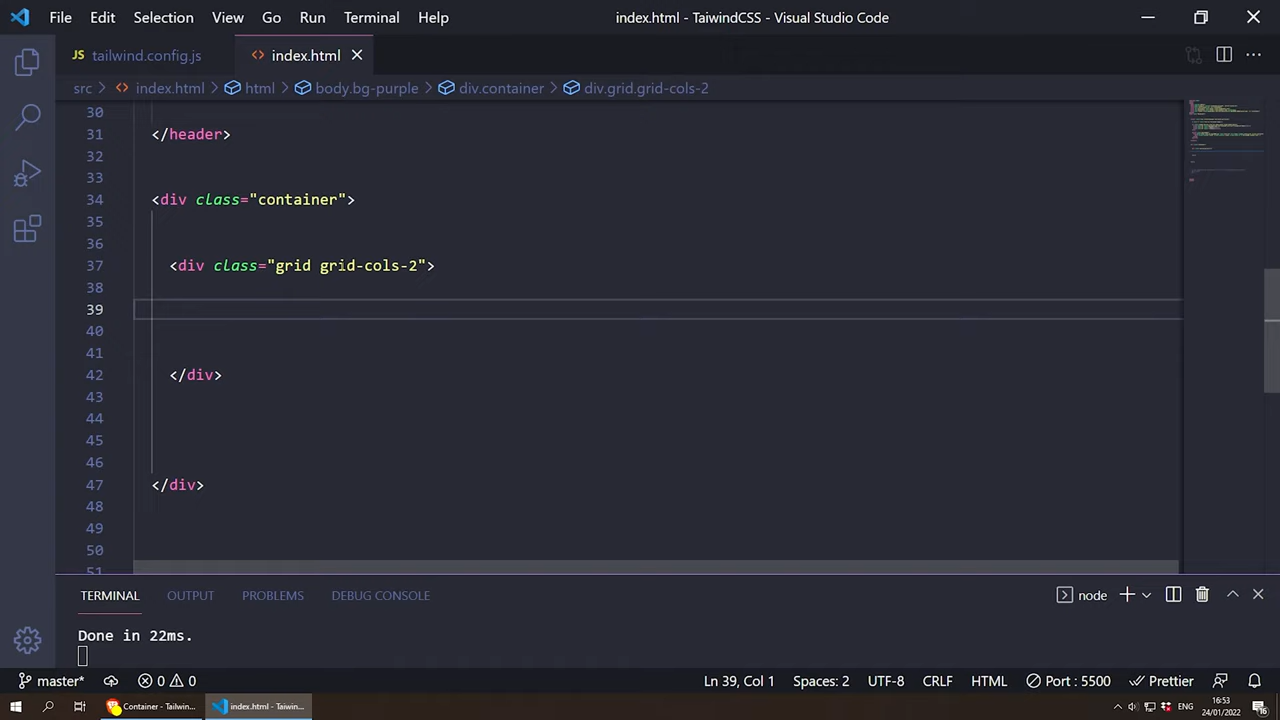 File Edit Selection View Go Run Terminal Help index.html - TaiwindCSS - Visual Studio Code
JS tailwind.config.js <> index.html
src > <> index.html > html > body.bg-purple > div.container > div.grid.grid-cols-2
30
31 </header>
32
33
34 <div class="container">
35
36
37 <div class="grid grid-cols-2">
38
39
40
41
42 </div>
43
44
45
46
47 </div>
48
49
50
51
TERMINAL OUTPUT PROBLEMS DEBUG CONSOLE node
Done in 22ms.
master* 0 0 Ln 39, Col 1 Spaces: 2 UTF-8 CRLF HTML Port : 5500 Prettier
Container - Tailwin... index.html - Taiwin... ENG 16:53
24/01/2022